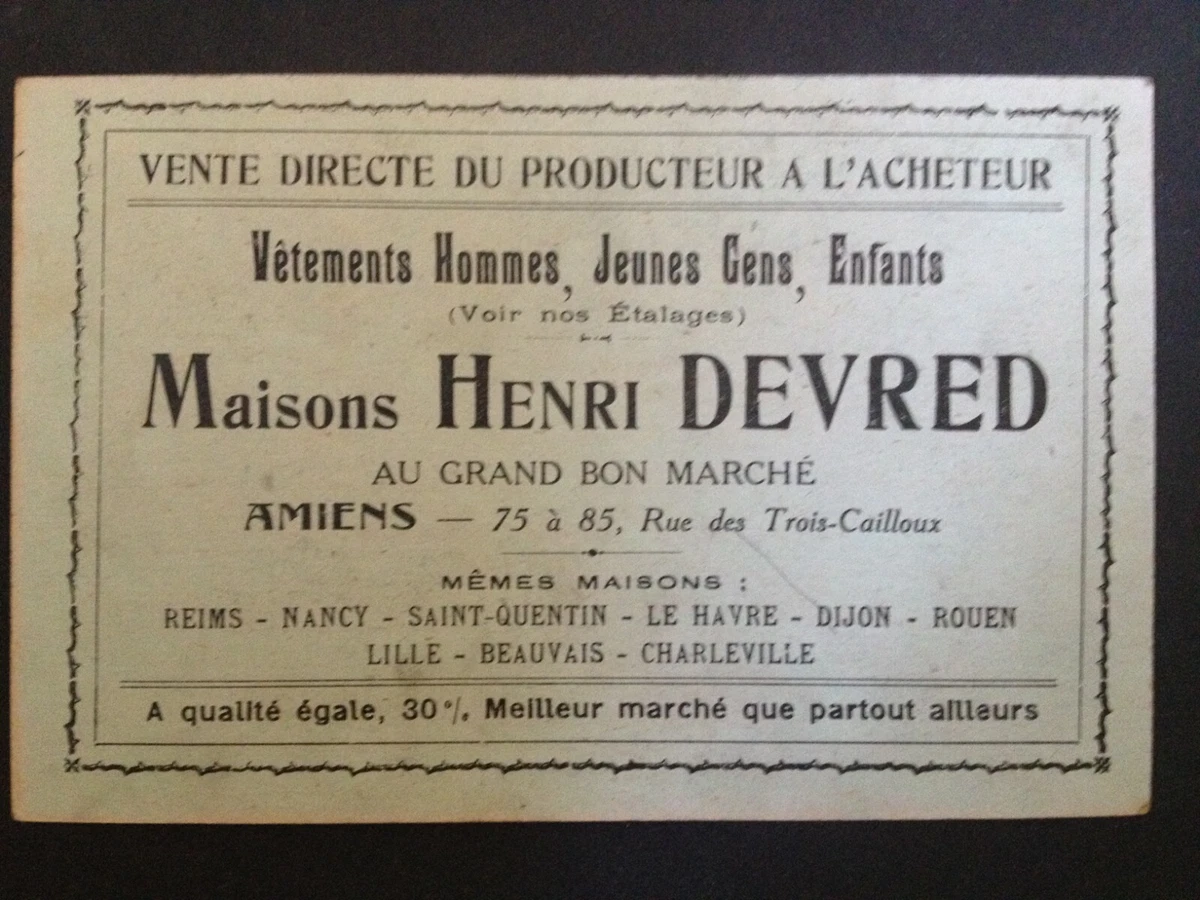 VENTE DIRECTE DU PRODUCTEUR A L'ACHETEUR
Vêtements Hommes, Jeunes Gens, Enfants
(Voir nos Étalages)
Maisons HENRI DEVRED
AU GRAND BON MARCHÉ
AMIENS — 75 à 85, Rue des Trois-Cailloux
MÊMES MAISONS :
REIMS - NANCY - SAINT-QUENTIN - LE HAVRE - DIJON - ROUEN
LILLE - BEAUVAIS - CHARLEVILLE
A qualité égale, 30 %. Meilleur marché que partout ailleurs